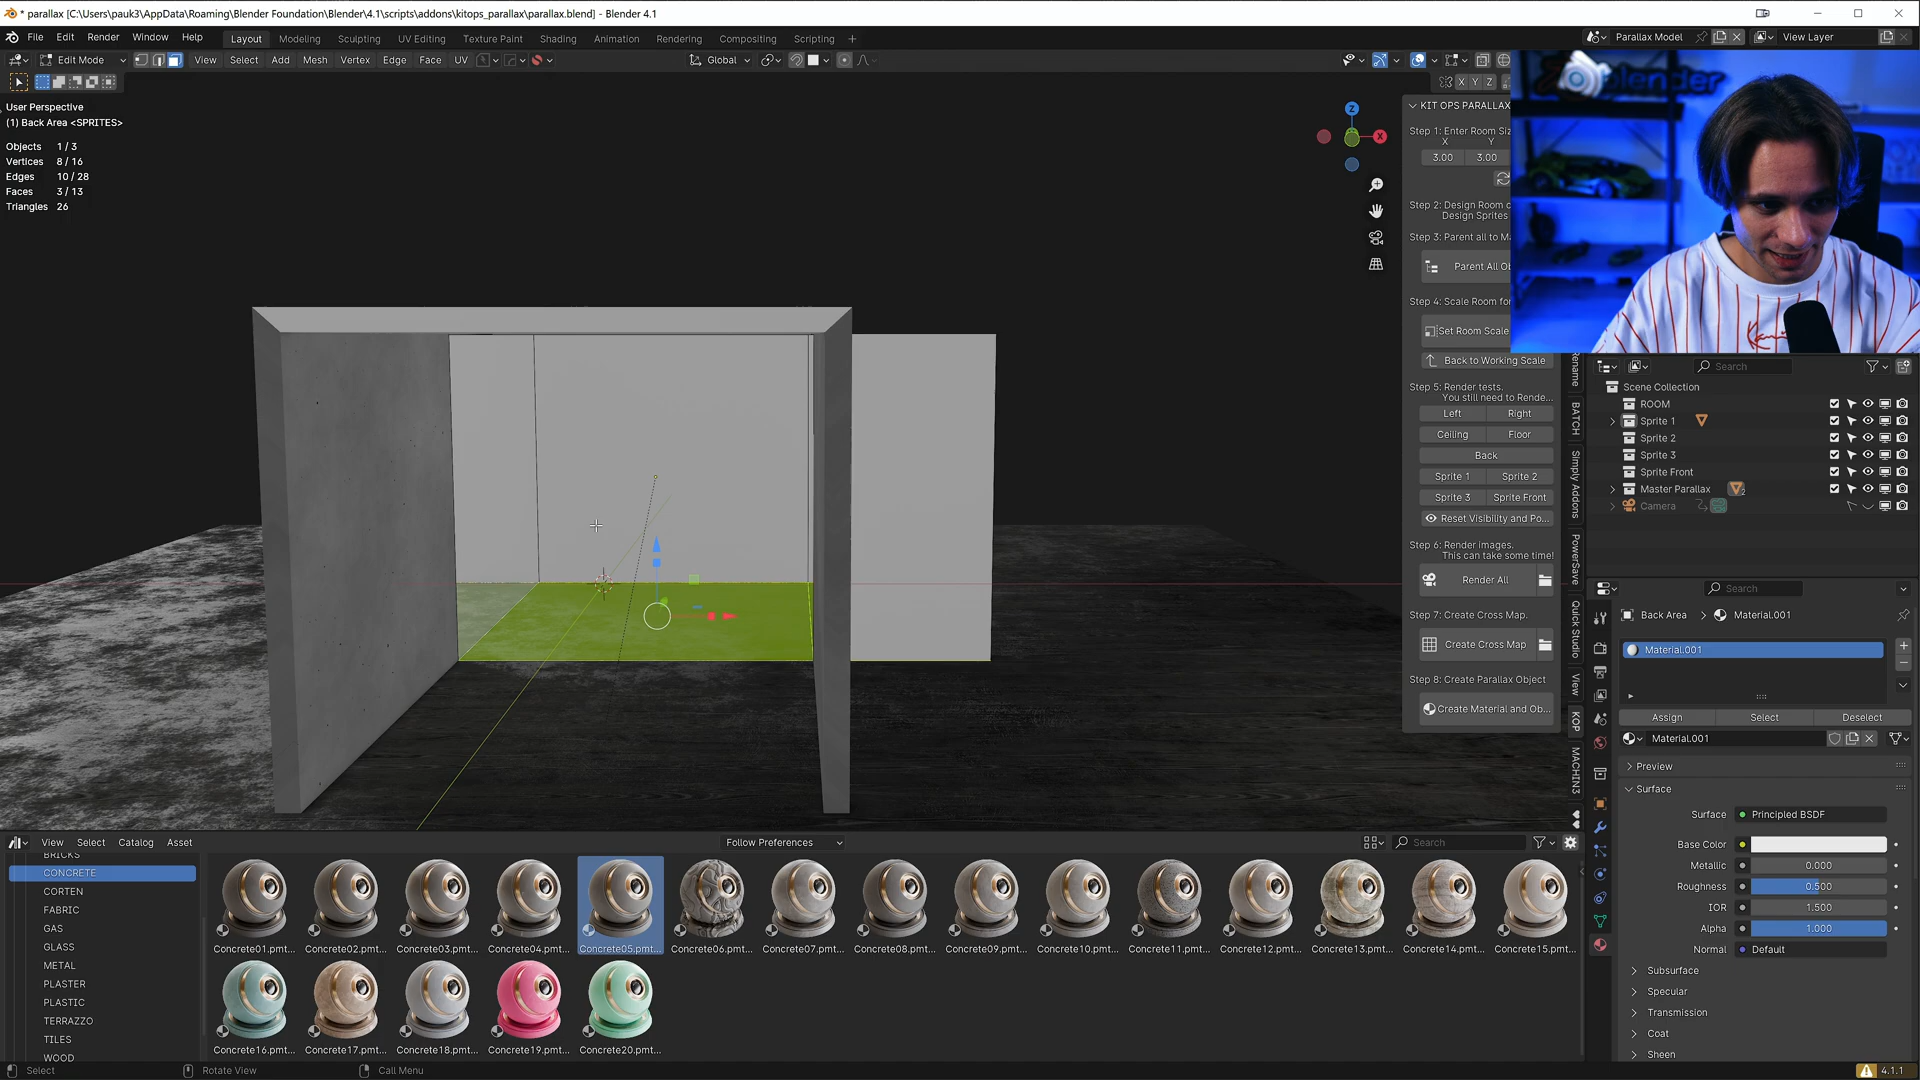 * parallax [C:\Users\pauk3\AppData\Roaming\Blender Foundation\Blender\4.1\scripts\addons\kitops_parallax\parallax.blend] - Blender 4.1
File Edit Render Window Help
Layout Modeling Sculpting UV Editing Texture Paint Shading Animation Rendering Compositing Scripting +
Parallax Model
View Layer
Edit Mode
View Select Add Mesh Vertex Edge Face UV
Global
X Y Z
User Perspective
(1) Back Area <SPRITES>
Objects 1 / 3
Vertices 8 / 16
Edges 10 / 28
Faces 3 / 13
Triangles 26
Z
X
blender
KIT OPS PARALLAX
Step 1: Enter Room Siz
X Y
3.00 3.00
Step 2: Design Room o
Design Sprites
Step 3: Parent all to Ma
Parent All Ob
Step 4: Scale Room for
Set Room Scale
Back to Working Scale
Step 5: Render tests.
You still need to Rende...
Left Right
Ceiling Floor
Back
Sprite 1 Sprite 2
Sprite 3 Sprite Front
Reset Visibility and Po...
Step 6: Render images.
This can take some time!
Render All
Step 7: Create Cross Map.
Create Cross Map
Step 8: Create Parallax Object
Create Material and Ob...
Rename
BATCH
Simply Addons
PowerSave
Quick Studio
View
KOP
MACHIN3
Search
Scene Collection
ROOM
Sprite 1
Sprite 2
Sprite 3
Sprite Front
Master Parallax 2
Camera
Search
Back Area > Material.001
Material.001
Assign Select Deselect
Material.001
Preview
Surface
Surface Principled BSDF
Base Color
Metallic 0.000
Roughness 0.500
IOR 1.500
Alpha 1.000
Normal Default
Subsurface
Specular
Transmission
Coat
Sheen
View Select Catalog Asset
Follow Preferences
Search
BRICKS
CONCRETE
CORTEN
FABRIC
GAS
GLASS
METAL
PLASTER
PLASTIC
TERRAZZO
TILES
WOOD
Concrete01.pmt... Concrete02.pmt... Concrete03.pmt... Concrete04.pmt... Concrete05.pmt... Concrete06.pmt... Concrete07.pmt... Concrete08.pmt... Concrete09.pmt... Concrete10.pmt... Concrete11.pmt... Concrete12.pmt... Concrete13.pmt... Concrete14.pmt... Concrete15.pmt...
Concrete16.pmt... Concrete17.pmt... Concrete18.pmt... Concrete19.pmt... Concrete20.pmt...
Select Rotate View Call Menu
4.1.1